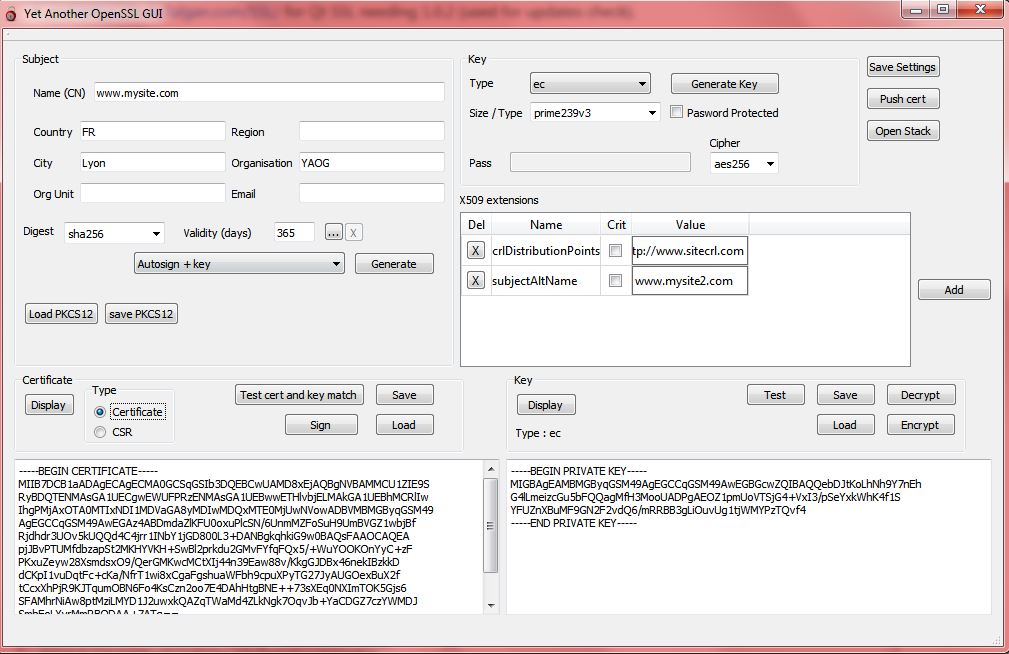 Yet Another OpenSSL GUI
Subject
Name (CN) www.mysite.com
Country FR Region
City Lyon Organisation YAOG
Org Unit Email
Digest sha256 Validity (days) 365 ... X
Autosign + key Generate
Load PKCS12 save PKCS12
Key
Type ec Generate Key
Size / Type prime239v3 Pasword Protected
Cipher
Pass aes256
Save Settings
Push cert
Open Stack
X509 extensions
Del Name Crit Value
X crlDistributionPoints tp://www.sitecrl.com
X subjectAltName www.mysite2.com
Add
Certificate
Display
Type
Certificate
CSR
Test cert and key match Save
Sign Load
Key
Display
Type : ec
Test Save Decrypt
Load Encrypt
-----BEGIN CERTIFICATE-----
MIIB7DCB1aADAgECAgECMA0GCSqGSIb3DQEBCwUAMD8xEjAQBgNVBAMMCU1ZIE9S
RyBDQTENMAsGA1UECgwEWUFPRzENMAsGA1UEBwwETHlvbjELMAkGA1UEBhMCRlIw
IhgPMjAxOTA0MTIxNDI1MDVaGA8yMDIwMDQxMTE0MjUwNVowADBVMBMGByqGSM49
AgEGCCqGSM49AwEGAz4ABDmdaZlKFU0oxuPlcSN/6UnmMZFoSuH9UmBVGZ1wbjBf
Rjdhdr3UOv5kUQQd4C4jrr1INbY1jGD800L3+DANBgkqhkiG9w0BAQsFAAOCAQEA
pjJBvPTUMfdbzapSt2MKHYVKH+SwBl2prkdu2GMvFYfqFQx5/+WuYOOKOnYyC+zF
PKxuZeyw28XsmdsxO9/QerGMKwcMCtXIj44n39Eaw88v/KkgGJDBx46nekIBzkkD
dCKpI1vuDqtFc+cKa/NfrT1wi8xCgaFgshuaWFbh9cpuXPyTG27JyAUGOexBuX2f
tCcxXhPjR9KJTqumOBN6Fo4KsCzn2oo7E4DAhHtgBNE++73sXEq0NXImTOK5Gjs6
SFAMhrNiAw8ptMziLMYD1J2uwxkQAZqTWaMd4ZLkNgk7OqvJb+YaCDGZ7czYWMDJ
-----BEGIN PRIVATE KEY-----
MIGBAgEAMBMGByqGSM49AgEGCCqGSM49AwEGBGcwZQIBAQQebDJtKoLhNh9Y7nEh
G4lLmeizcGu5bFQQagMfH3MooUADPgAEOZ1pmUoVTSjG4+VxI3/pSeYxkWhK4f1S
YFUZnXBuMF9GN2F2vdQ6/mRRBB3gLiOuvUg1tjWMYPzTQvf4
-----END PRIVATE KEY-----